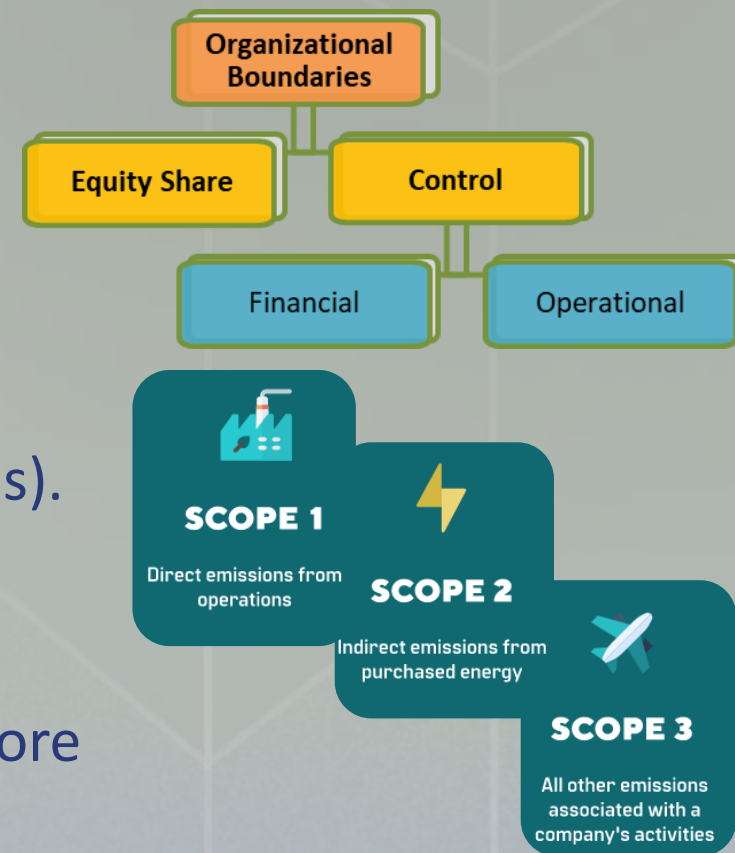 Organizational
Boundaries
Equity Share
Control
Financial
Operational
s).
SCOPE 1
Direct emissions from
operations
SCOPE 2
Indirect emissions from
purchased energy
ore
SCOPE 3
All other emissions
associated with a
company's activities